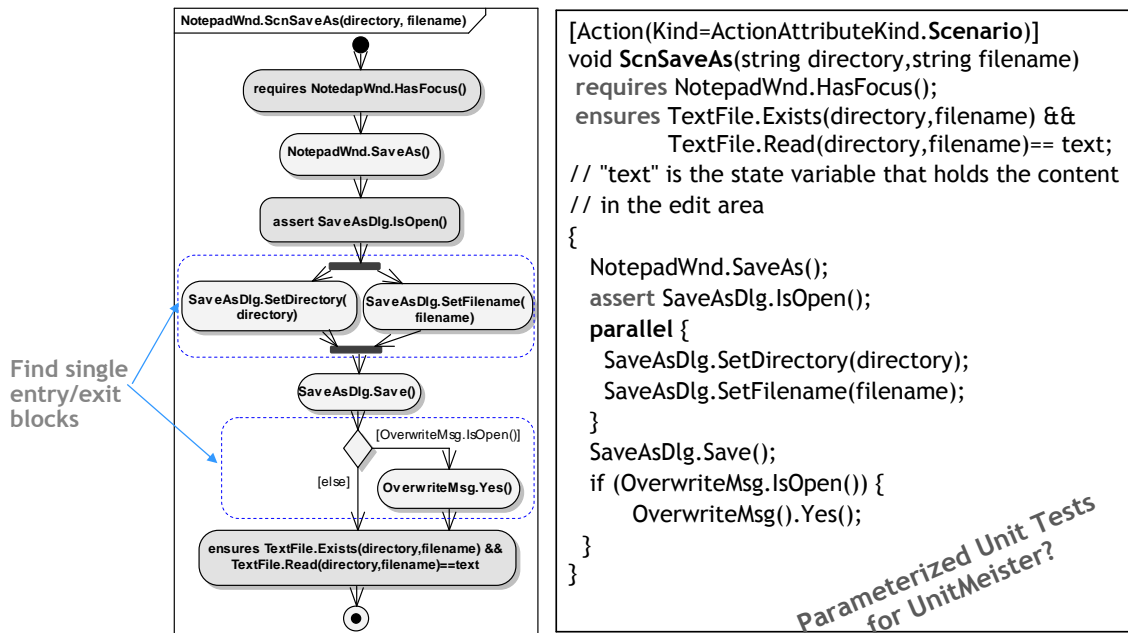 NotepadWnd.ScnSaveAs(directory, filename)
requires NotedapWnd.HasFocus()
NotepadWnd.SaveAs()
assert SaveAsDlg.IsOpen()
SaveAsDlg.SetDirectory(
directory)
SaveAsDlg.SetFilename(
filename)
Find single
entry/exit
blocks
SaveAsDlg.Save()
[OverwriteMsg.IsOpen()]
[else]
OverwriteMsg.Yes()
ensures TextFile.Exists(directory,filename) &&
TextFile.Read(directory,filename)==text
[Action(Kind=ActionAttributeKind.Scenario)]
void ScnSaveAs(string directory,string filename)
requires NotepadWnd.HasFocus();
ensures TextFile.Exists(directory,filename) &&
TextFile.Read(directory,filename)== text;
// "text" is the state variable that holds the content
// in the edit area
{
NotepadWnd.SaveAs();
assert SaveAsDlg.IsOpen();
parallel {
SaveAsDlg.SetDirectory(directory);
SaveAsDlg.SetFilename(filename);
}
SaveAsDlg.Save();
if (OverwriteMsg.IsOpen()) {
OverwriteMsg().Yes();
}
}
Parameterized Unit Tests
for UnitMeister?